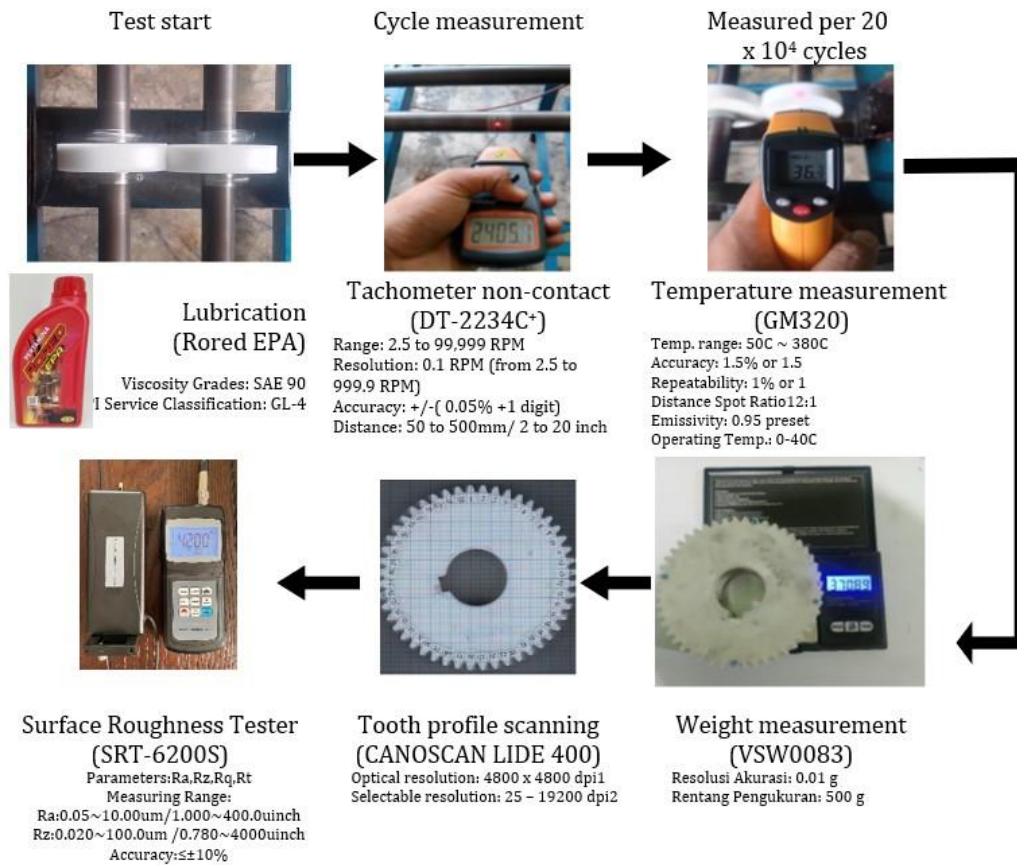 Test start
Cycle measurement
Measured per 20
x 10⁴ cycles
2405.1
Lubrication
(Rored EPA)
Viscosity Grades: SAE 90
PI Service Classification: GL-4
EPA
Tachometer non-contact
(DT-2234C⁺)
Range: 2.5 to 99,999 RPM
Resolution: 0.1 RPM (from 2.5 to
999.9 RPM)
Accuracy: +/-( 0.05% +1 digit)
Distance: 50 to 500mm/ 2 to 20 inch
Temperature measurement
(GM320)
Temp. range: 50C ~ 380C
Accuracy: 1.5% or 1.5
Repeatability: 1% or 1
Distance Spot Ratio12:1
Emissivity: 0.95 preset
Operating Temp.: 0-40C
Surface Roughness Tester
(SRT-6200S)
Parameters:Ra,Rz,Rq,Rt
Measuring Range:
Ra:0.05~10.00um/1.000~400.0uinch
Rz:0.020~100.0um /0.780~4000uinch
Accuracy:≤±10%
Tooth profile scanning
(CANOSCAN LIDE 400)
Optical resolution: 4800 x 4800 dpi1
Selectable resolution: 25 – 19200 dpi2
Weight measurement
(VSW0083)
Resolusi Akurasi: 0.01 g
Rentang Pengukuran: 500 g